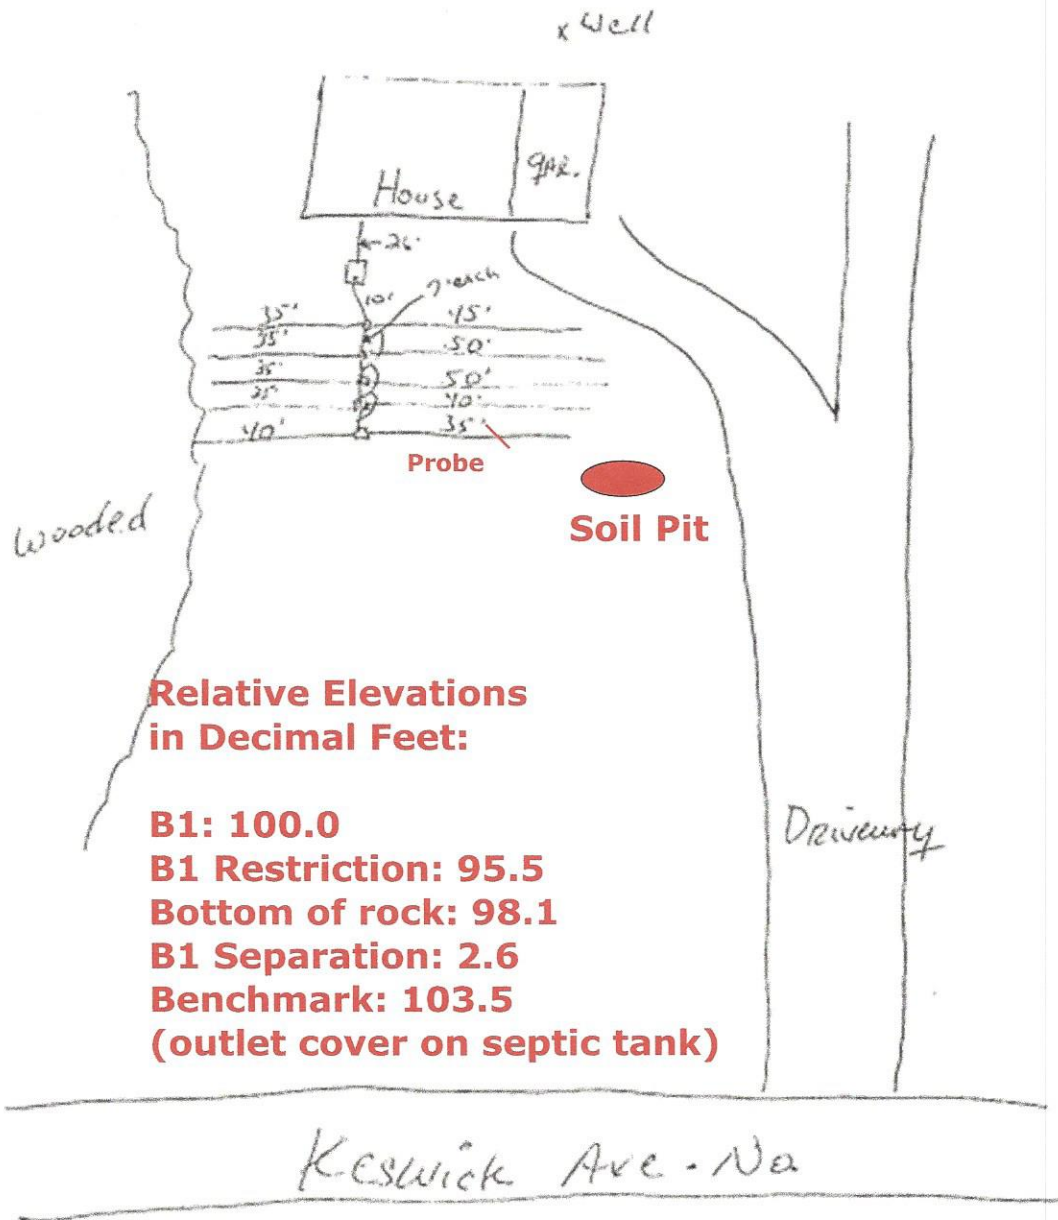 x Well
House
gar.
26'
10'
7' each
35' 45'
35' 50'
35' 50'
35' 40'
40' 35'
Probe
Soil Pit
Wooded
Relative Elevations
in Decimal Feet:
B1: 100.0
B1 Restriction: 95.5
Bottom of rock: 98.1
B1 Separation: 2.6
Benchmark: 103.5
(outlet cover on septic tank)
Driveway
Keswick Ave. No